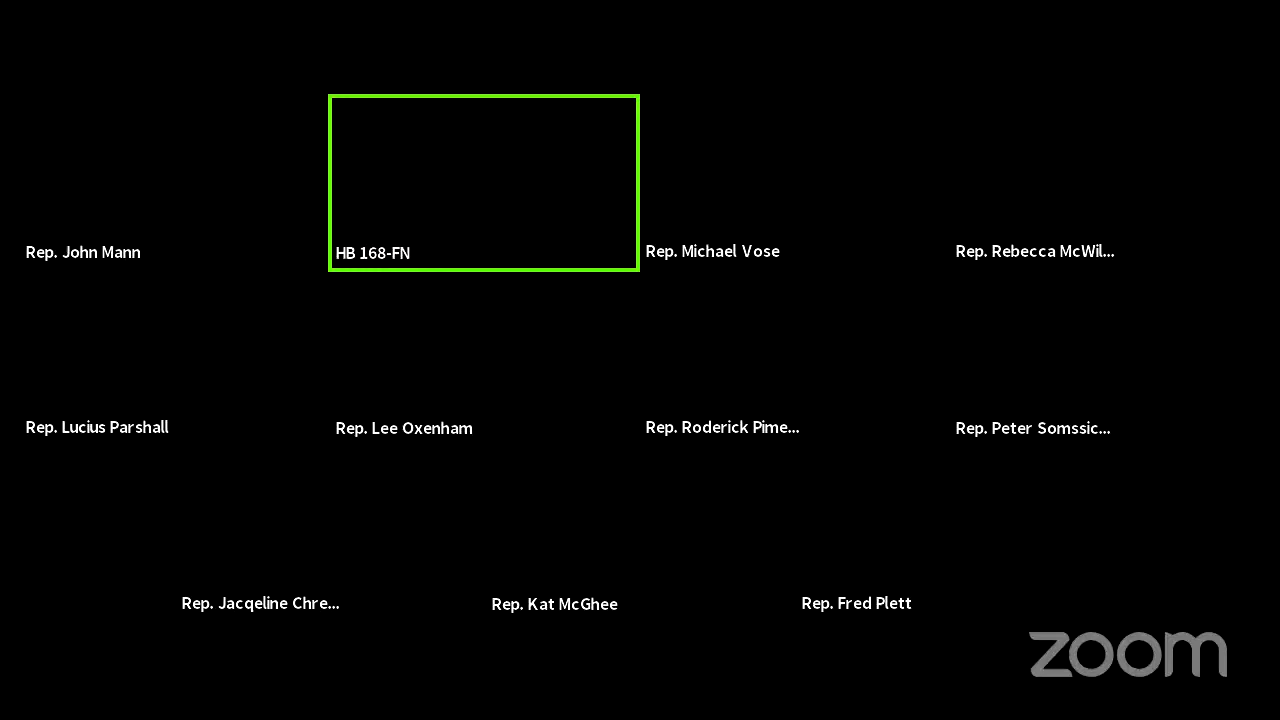 Rep. John Mann
HB 168-FN
Rep. Michael Vose
Rep. Rebecca McWil...
Rep. Lucius Parshall
Rep. Lee Oxenham
Rep. Roderick Pime...
Rep. Peter Somssic...
Rep. Jacqeline Chre...
Rep. Kat McGhee
Rep. Fred Plett
zoom